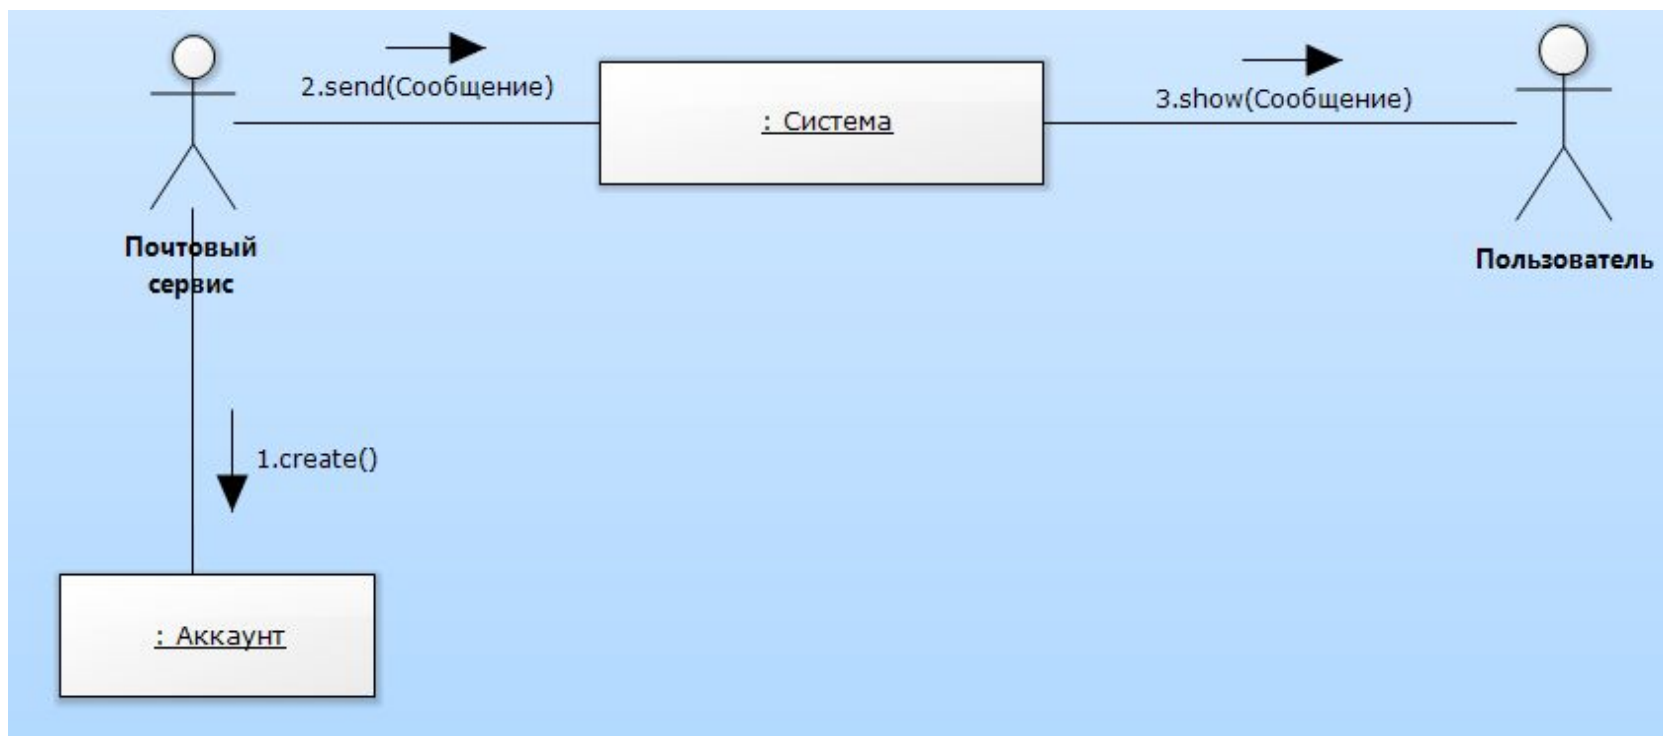 2.send(Сообщение)
3.show(Сообщение)
: Система
Почтовый
сервис
Пользователь
1.create()
: Аккаунт